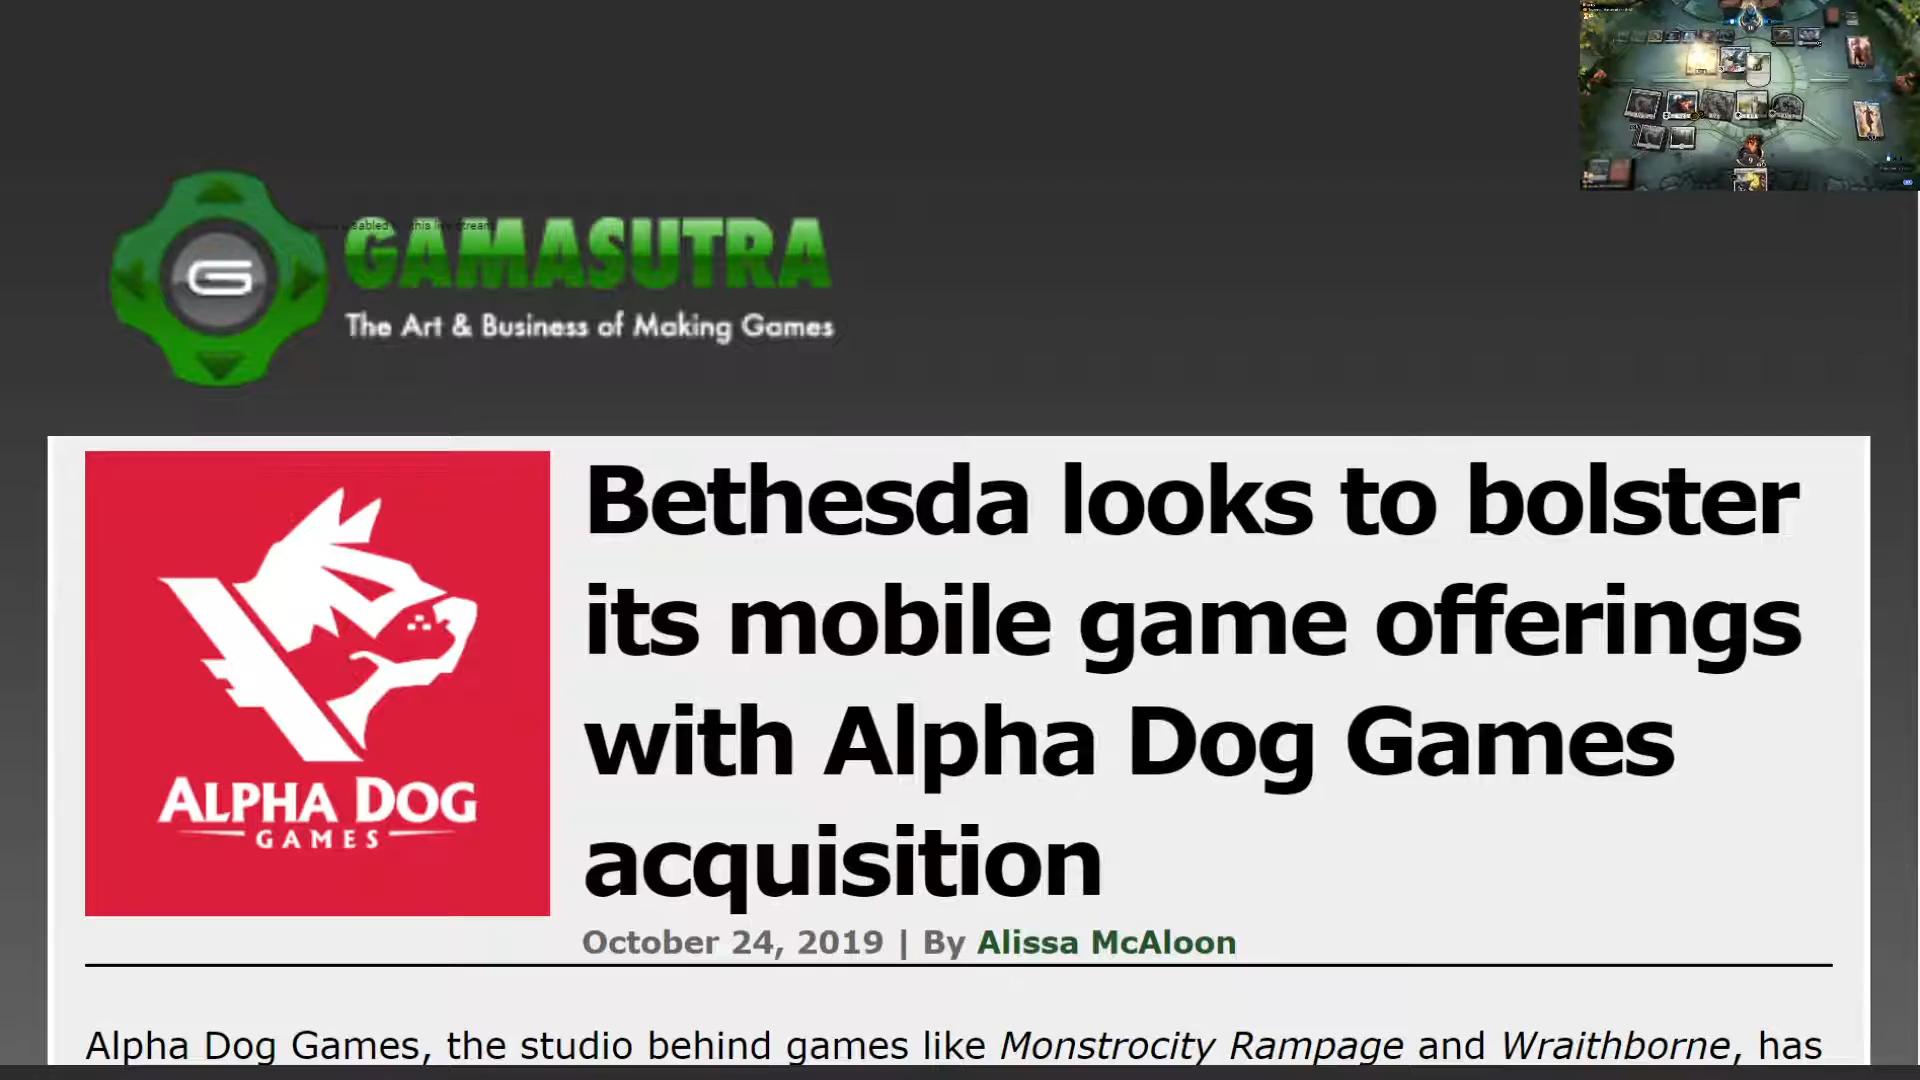 GAMASUTRA
The Art & Business of Making Games
Bethesda looks to bolster
its mobile game offerings
with Alpha Dog Games
acquisition
ALPHA DOG
GAMES
October 24, 2019 | By Alissa McAloon
Alpha Dog Games, the studio behind games like Monstrocity Rampage and Wraithborne, has